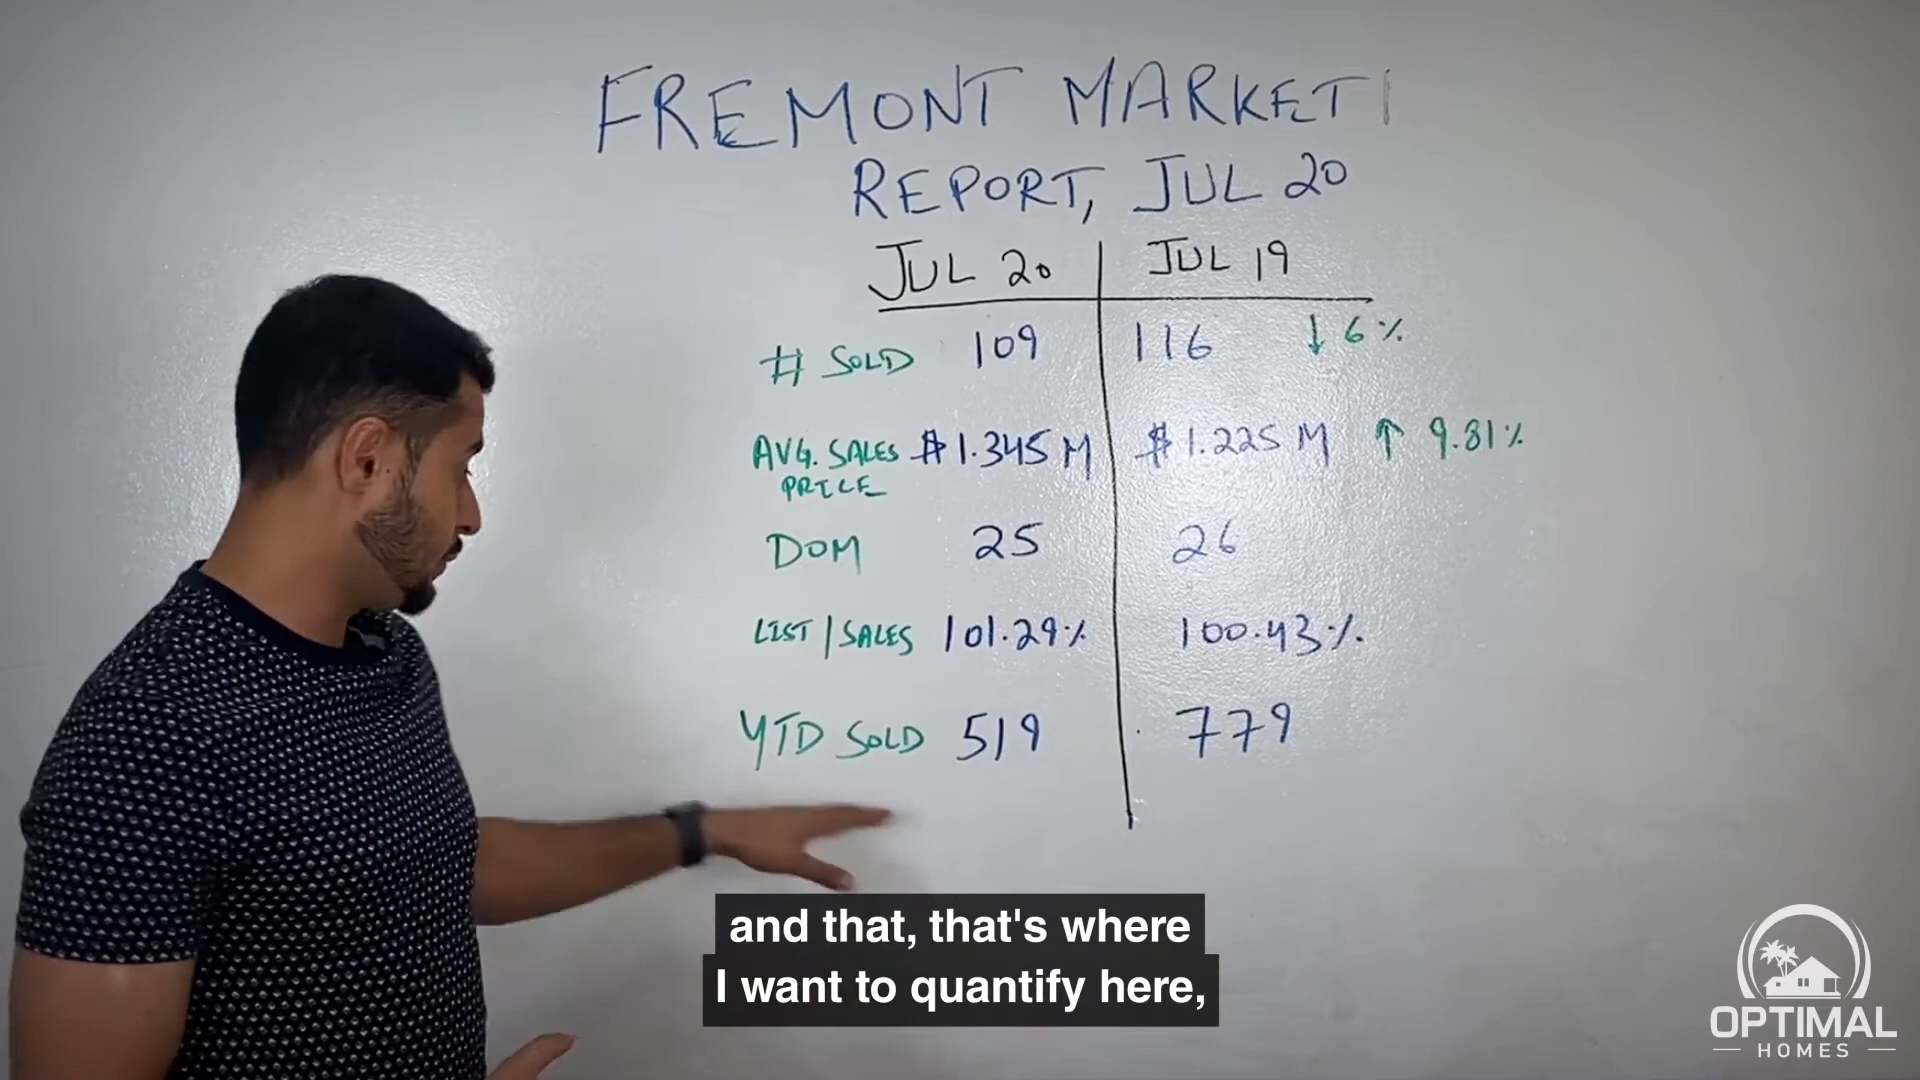 FREMONT MARKET
REPORT, JUL 20
JUL 20 JUL 19
# SOLD 109 116 ↓ 6%
AVG. SALES PRICE $1.345 M $1.225 M ↑ 9.81%
DOM 25 26
LIST/SALES 101.29% 100.43%
YTD SOLD 519 779
and that, that's where
I want to quantify here,
OPTIMAL
HOMES